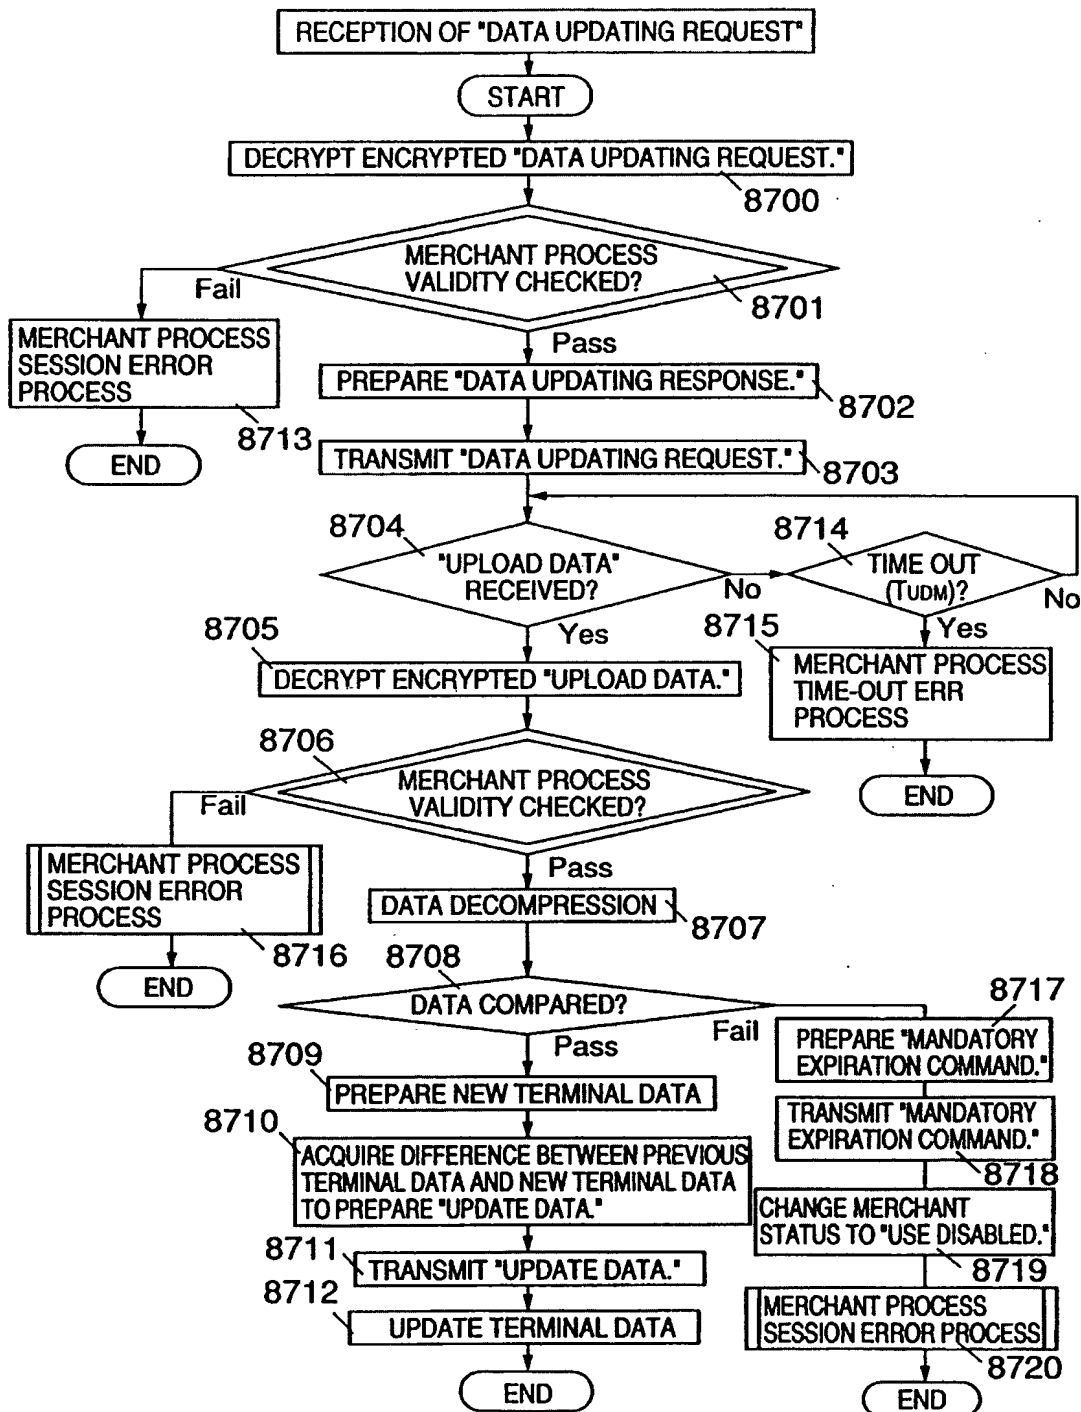 RECEPTION OF "DATA UPDATING REQUEST"
START
DECRYPT ENCRYPTED "DATA UPDATING REQUEST."
8700
MERCHANT PROCESS
VALIDITY CHECKED?
8701
Fail
Pass
MERCHANT PROCESS
SESSION ERROR
PROCESS
8713
END
PREPARE "DATA UPDATING RESPONSE."
8702
TRANSMIT "DATA UPDATING REQUEST."
8703
8704
"UPLOAD DATA"
RECEIVED?
No
Yes
8714
TIME OUT
(TUDM)?
No
Yes
8715
MERCHANT PROCESS
TIME-OUT ERR
PROCESS
END
8705
DECRYPT ENCRYPTED "UPLOAD DATA."
8706
MERCHANT PROCESS
VALIDITY CHECKED?
Fail
Pass
MERCHANT PROCESS
SESSION ERROR
PROCESS
8716
END
DATA DECOMPRESSION
8707
8708
DATA COMPARED?
Fail
Pass
8709
PREPARE NEW TERMINAL DATA
8710
ACQUIRE DIFFERENCE BETWEEN PREVIOUS
TERMINAL DATA AND NEW TERMINAL DATA
TO PREPARE "UPDATE DATA."
8711
TRANSMIT "UPDATE DATA."
8712
UPDATE TERMINAL DATA
END
8717
PREPARE "MANDATORY
EXPIRATION COMMAND."
TRANSMIT "MANDATORY
EXPIRATION COMMAND."
8718
CHANGE MERCHANT
STATUS TO "USE DISABLED."
8719
MERCHANT PROCESS
SESSION ERROR PROCESS
8720
END